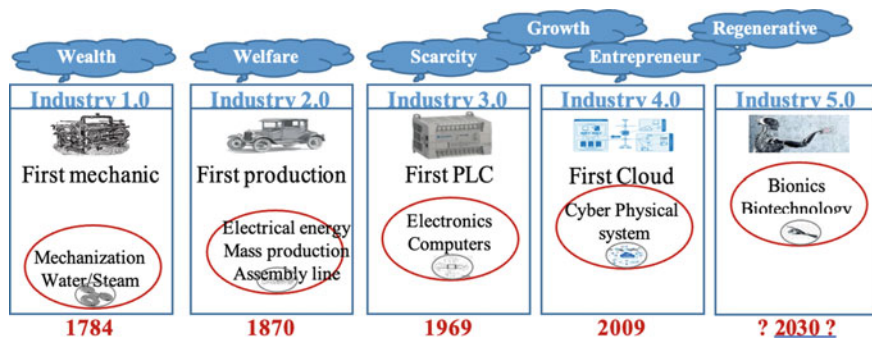 Growth
Regenerative
Wealth
Welfare
Scarcity
Entrepreneur
Industry 1.0
Industry 2.0
Industry 3.0
Industry 4.0
Industry 5.0
First mechanic
First production
First PLC
First Cloud
Mechanization
Water/Steam
Electrical energy
Mass production
Assembly line
Electronics
Computers
Cyber Physical
system
Bionics
Biotechnology
1784
1870
1969
2009
? 2030 ?